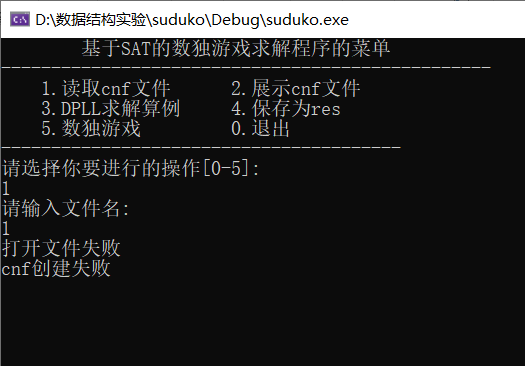 D:\数据结构实验\suduko\Debug\suduko.exe
基于SAT的数独游戏求解程序的菜单
-------------------------------------------------
1.读取cnf文件 2.展示cnf文件
3.DPLL求解算例 4.保存为res
5.数独游戏 0.退出
----------------------------------------
请选择你要进行的操作[0-5]:
1
请输入文件名:
1
打开文件失败
cnf创建失败